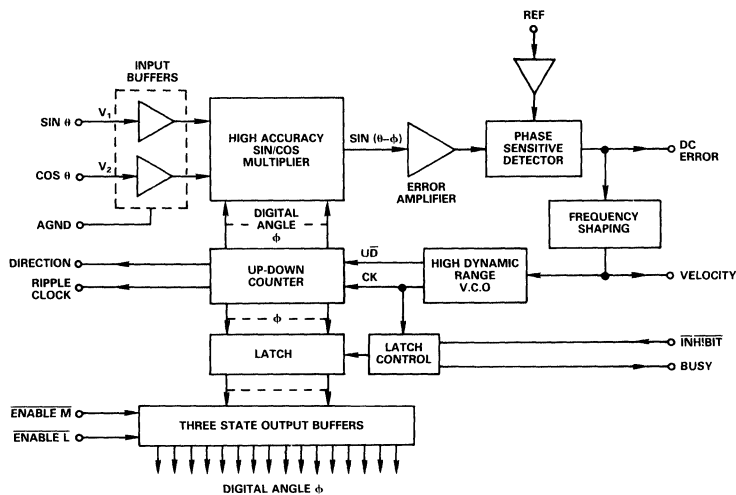 REF
INPUT
BUFFERS
SIN θ
V1
HIGH ACCURACY
SIN/COS
MULTIPLIER
SIN (θ–ϕ)
ERROR
AMPLIFIER
PHASE
SENSITIVE
DETECTOR
DC
ERROR
COS θ
V2
AGND
DIGITAL
ANGLE
ϕ
FREQUENCY
SHAPING
DIRECTION
RIPPLE
CLOCK
UP-DOWN
COUNTER
UD̅
CK
HIGH DYNAMIC
RANGE
V.C.O
VELOCITY
ϕ
LATCH
LATCH
CONTROL
INH!BIT
BUSY
ENABLE M
ENABLE L
THREE STATE OUTPUT BUFFERS
DIGITAL ANGLE ϕ